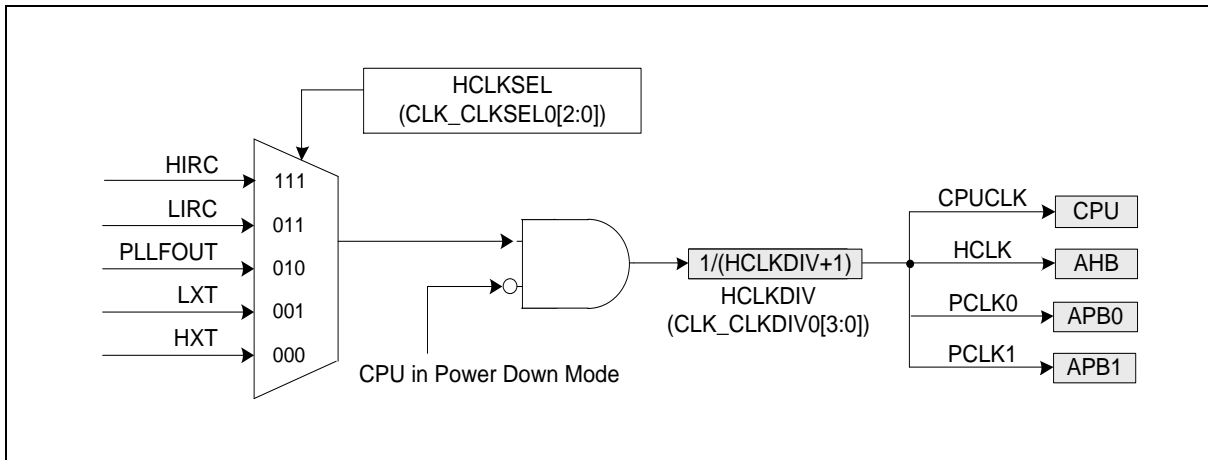 HCLKSEL
(CLK_CLKSEL0[2:0])
HIRC
111
LIRC
011
PLLFOUT
010
LXT
001
HXT
000
CPU in Power Down Mode
1/(HCLKDIV+1)
HCLKDIV
(CLK_CLKDIV0[3:0])
CPUCLK
CPU
HCLK
AHB
PCLK0
APB0
PCLK1
APB1